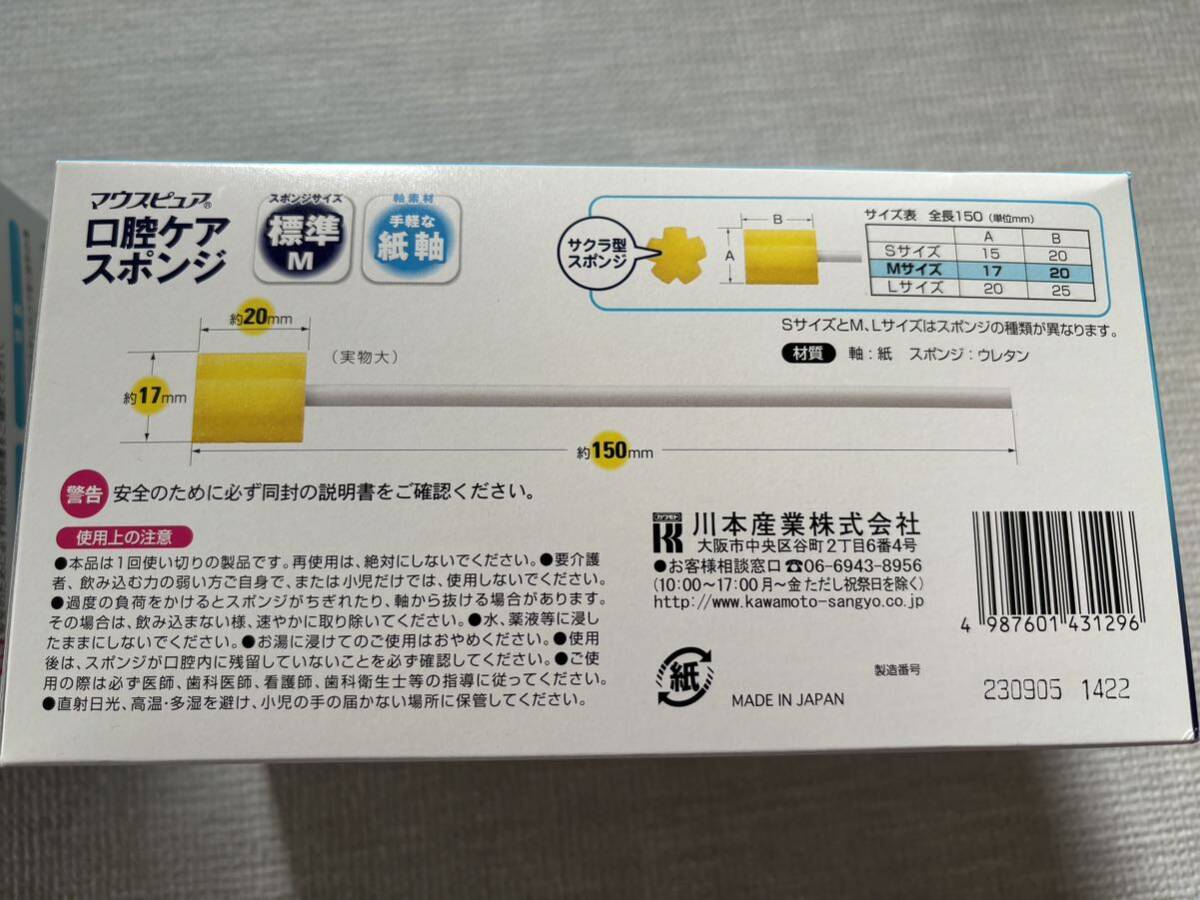 マウスピュア®
口腔ケア
スポンジ
スポンジサイズ
標準
M
軸素材
手軽な
紙軸
サクラ型
スポンジ
B
A
サイズ表 全長150(単位mm)
A B
Sサイズ 15 20
Mサイズ 17 20
Lサイズ 20 25
SサイズとM、Lサイズはスポンジの種類が異なります。
材質 軸:紙 スポンジ:ウレタン
約20mm
(実物大)
約17mm
約150mm
警告 安全のために必ず同封の説明書をご確認ください。
使用上の注意
●本品は1回使い切りの製品です。再使用は、絶対にしないでください。●要介護
者、飲み込む力の弱い方ご自身で、または小児だけでは、使用しないでください。
●過度の負荷をかけるとスポンジがちぎれたり、軸から抜ける場合があります。
その場合は、飲み込まない様、速やかに取り除いてください。●水、薬液等に浸し
たままにしないでください。●お湯に浸けてのご使用はおやめください。●使用
後は、スポンジが口腔内に残留していないことを必ず確認してください。●ご使
用の際は必ず医師、歯科医師、看護師、歯科衛生士等の指導に従ってください。
●直射日光、高温・多湿を避け、小児の手の届かない場所に保管してください。
カワモト
川本産業株式会社
大阪市中央区谷町2丁目6番4号
●お客様相談窓口☎06-6943-8956
(10:00〜17:00 月〜金 ただし祝祭日を除く)
http://www.kawamoto-sangyo.co.jp
4 987601 431296
紙
MADE IN JAPAN
製造番号
230905 1422